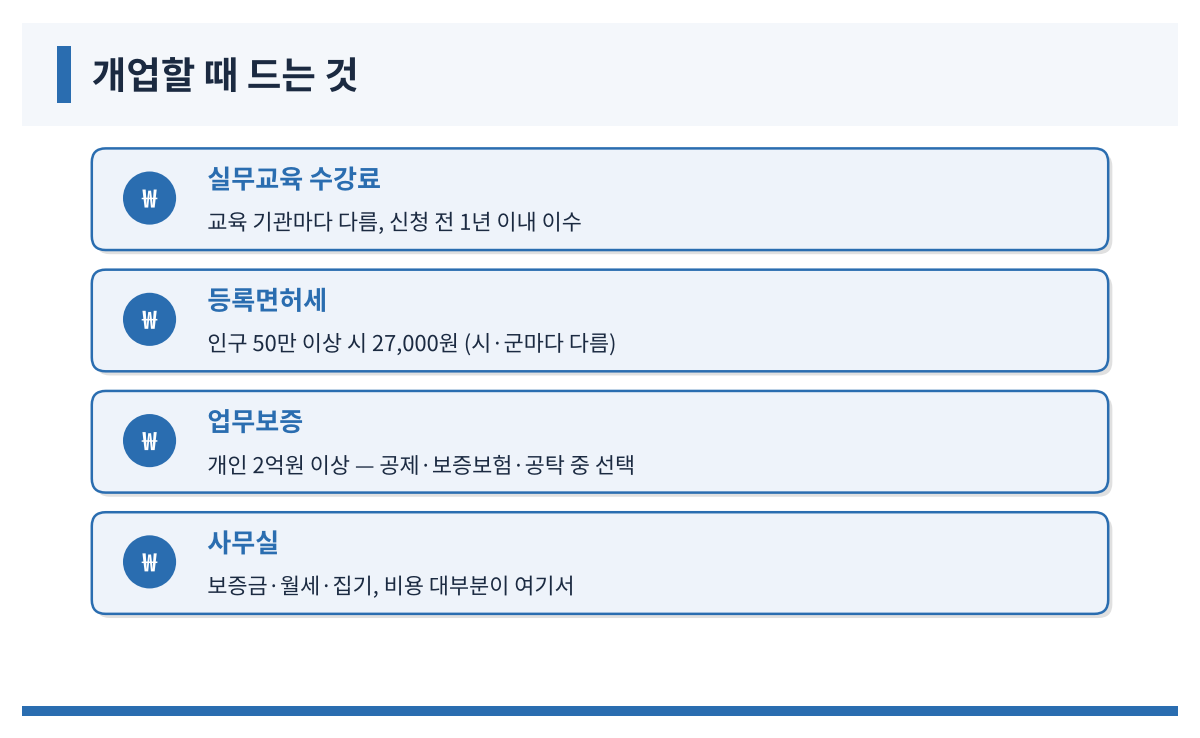 개업할 때 드는 것
₩
실무교육 수강료
교육 기관마다 다름, 신청 전 1년 이내 이수
₩
등록면허세
인구 50만 이상 시 27,000원 (시·군마다 다름)
₩
업무보증
개인 2억원 이상 — 공제·보증보험·공탁 중 선택
₩
사무실
보증금·월세·집기, 비용 대부분이 여기서